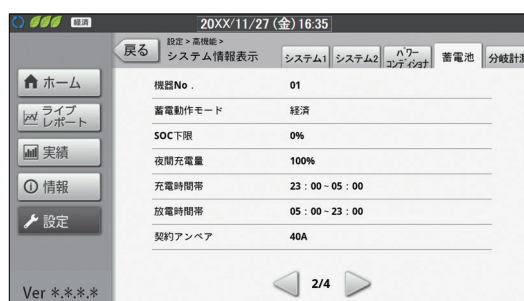 経済 20XX/11/27 (金) 16:35
戻る 設定 > 高機能 >
システム情報表示
システム1 システム2 パワーコンディショナ 蓄電池 分岐計測
ホーム
ライブ
レポート
実績
情報
設定
機器No. 01
蓄電動作モード 経済
SOC下限 0%
夜間充電量 100%
充電時間帯 23：00 ~ 05：00
放電時間帯 05：00 ~ 23：00
契約アンペア 40A
2/4
Ver *.*.*.*